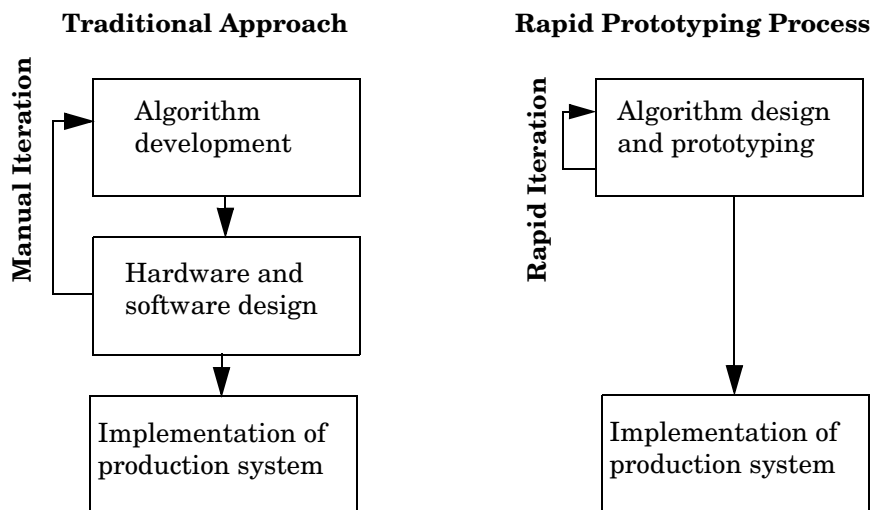 Traditional Approach
Manual Iteration
Algorithm
development
Hardware and
software design
Implementation of
production system
Rapid Prototyping Process
Rapid Iteration
Algorithm design
and prototyping
Implementation of
production system